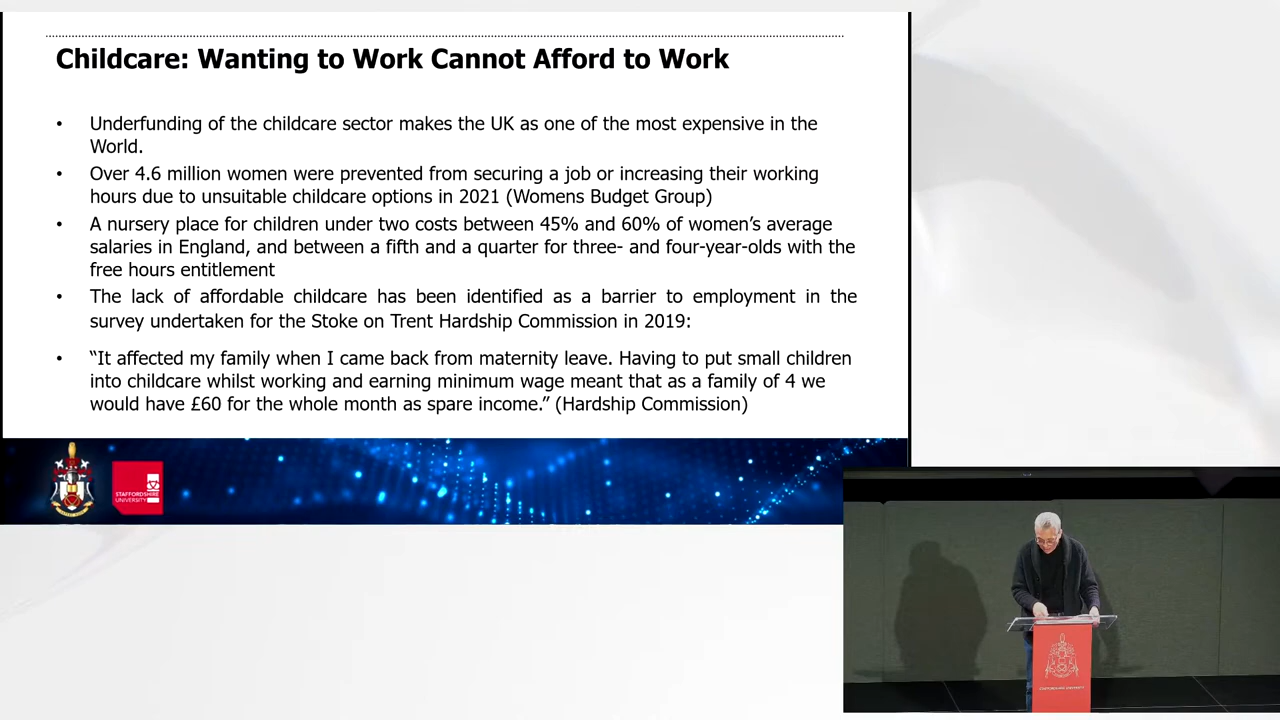 Childcare: Wanting to Work Cannot Afford to Work
• Underfunding of the childcare sector makes the UK as one of the most expensive in the
World.
• Over 4.6 million women were prevented from securing a job or increasing their working
hours due to unsuitable childcare options in 2021 (Womens Budget Group)
• A nursery place for children under two costs between 45% and 60% of women’s average
salaries in England, and between a fifth and a quarter for three- and four-year-olds with the
free hours entitlement
• The lack of affordable childcare has been identified as a barrier to employment in the
survey undertaken for the Stoke on Trent Hardship Commission in 2019:
• “It affected my family when I came back from maternity leave. Having to put small children
into childcare whilst working and earning minimum wage meant that as a family of 4 we
would have £60 for the whole month as spare income.” (Hardship Commission)
STAFFORDSHIRE
UNIVERSITY
STAFFORDSHIRE UNIVERSITY